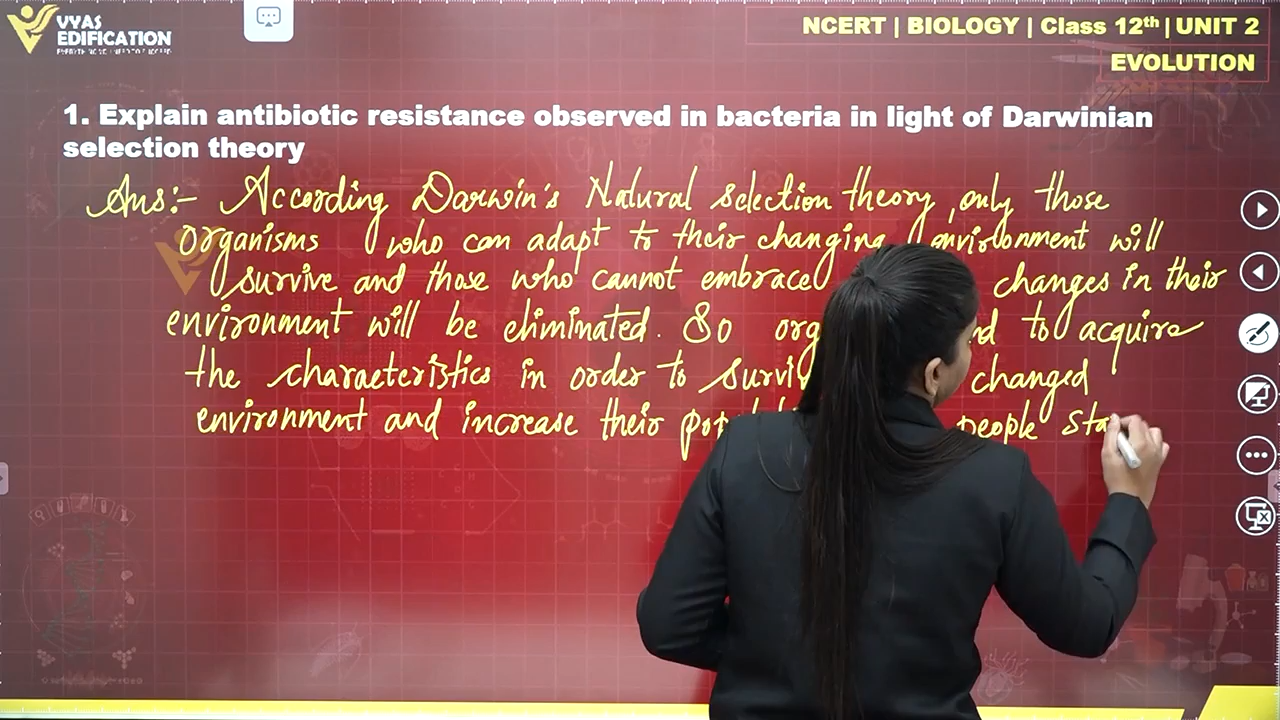 VYAS
EDIFICATION
NCERT | BIOLOGY | Class 12th | UNIT 2
EVOLUTION
1. Explain antibiotic resistance observed in bacteria in light of Darwinian
selection theory
Ans:- According Darwin's Natural selection theory, only those
organisms who can adapt to their changing environment will
survive and those who cannot embrace changes in their
environment will be eliminated. So to acquire
the characteristics in order to changed
environment and increase their people